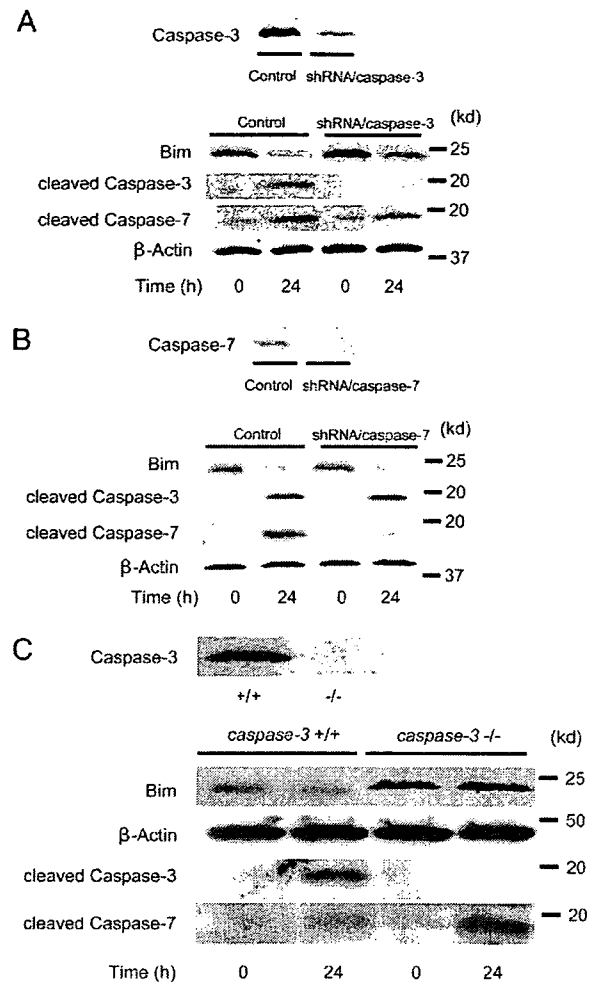 A
Caspase-3
Control shRNA/caspase-3
Control shRNA/caspase-3 (kd)
Bim 25
cleaved Caspase-3 20
cleaved Caspase-7 20
β-Actin 37
Time (h) 0 24 0 24
B
Caspase-7
Control shRNA/caspase-7
Control shRNA/caspase-7 (kd)
Bim 25
cleaved Caspase-3 20
cleaved Caspase-7 20
β-Actin 37
Time (h) 0 24 0 24
C
Caspase-3
+/+ -/-
caspase-3 +/+ caspase-3 -/- (kd)
Bim 25
β-Actin 50
cleaved Caspase-3 20
cleaved Caspase-7 20
Time (h) 0 24 0 24